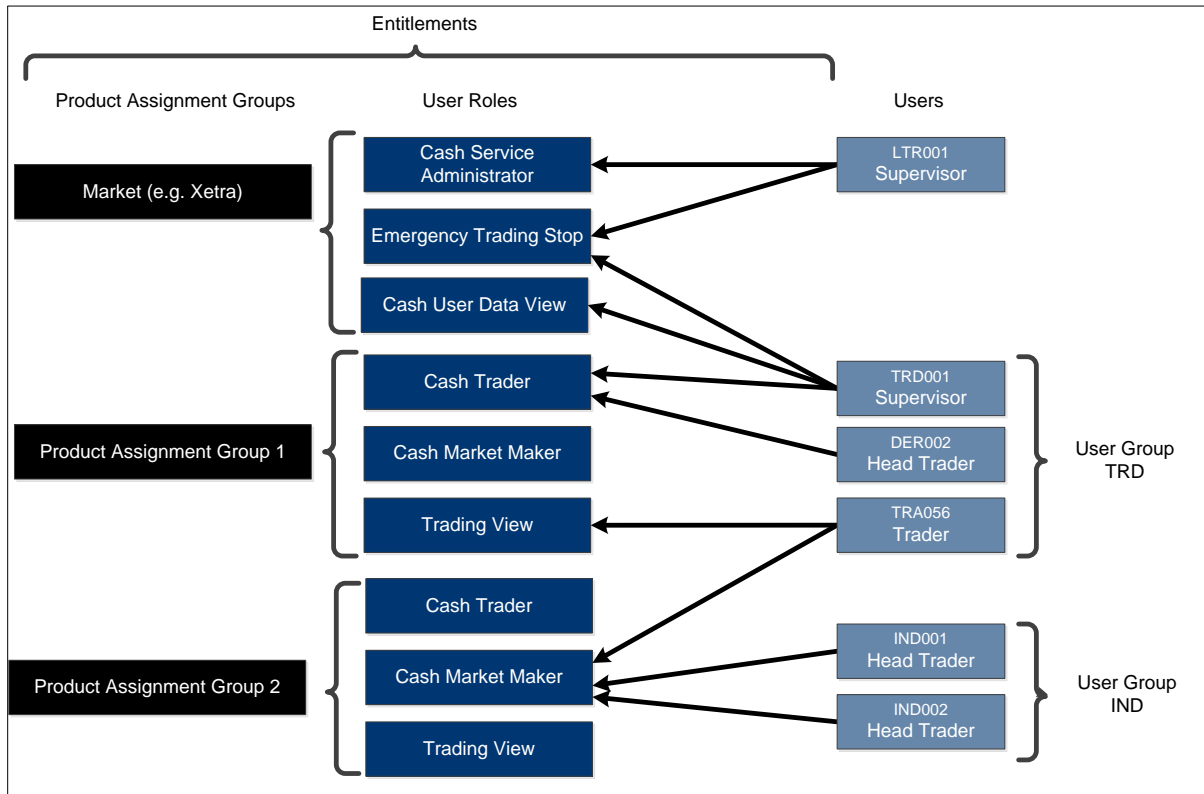 Entitlements
Product Assignment Groups
User Roles
Users
Market (e.g. Xetra)
Cash Service
Administrator
Emergency Trading Stop
Cash User Data View
LTR001
Supervisor
Product Assignment Group 1
Cash Trader
Cash Market Maker
Trading View
TRD001
Supervisor
DER002
Head Trader
TRA056
Trader
User Group
TRD
Product Assignment Group 2
Cash Trader
Cash Market Maker
Trading View
IND001
Head Trader
IND002
Head Trader
User Group
IND